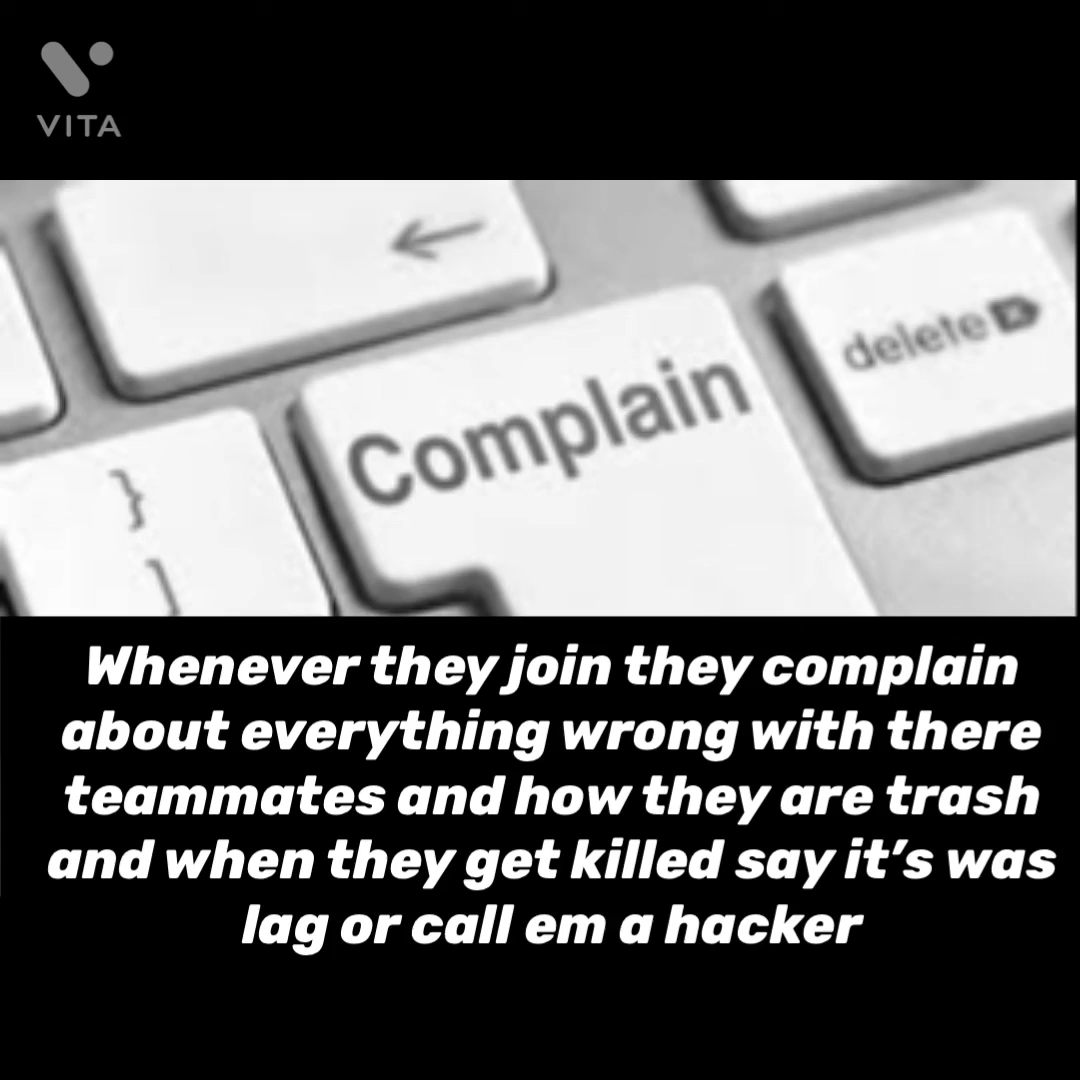 VITA
←
delete
Complain
}
]
Whenever they join they complain
about everything wrong with there
teammates and how they are trash
and when they get killed say it’s was
lag or call em a hacker